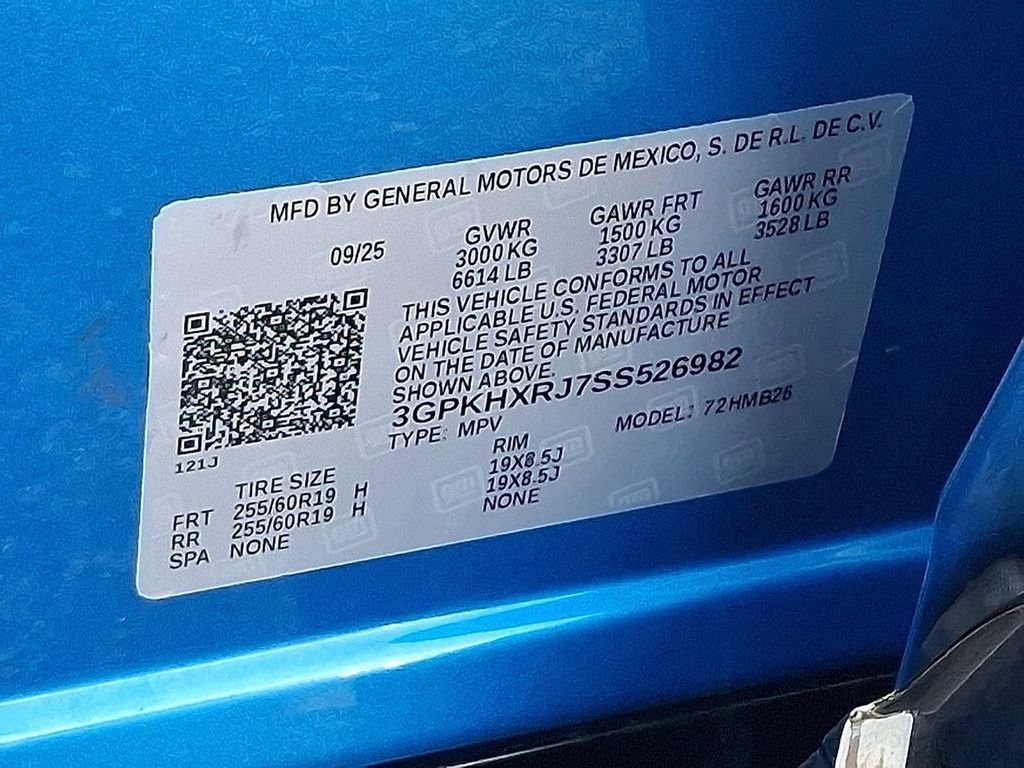 MFD BY GENERAL MOTORS DE MEXICO, S. DE R.L. DE C.V.
09/25 GVWR GAWR FRT GAWR RR
3000 KG 1500 KG 1600 KG
6614 LB 3307 LB 3528 LB
THIS VEHICLE CONFORMS TO ALL
APPLICABLE U.S. FEDERAL MOTOR
VEHICLE SAFETY STANDARDS IN EFFECT
ON THE DATE OF MANUFACTURE
SHOWN ABOVE.
3GPKHXRJ7SS526982
TYPE: MPV MODEL: 72HMB26
121J
TIRE SIZE RIM
FRT 255/60R19 H 19X8.5J
RR 255/60R19 H 19X8.5J
SPA NONE NONE